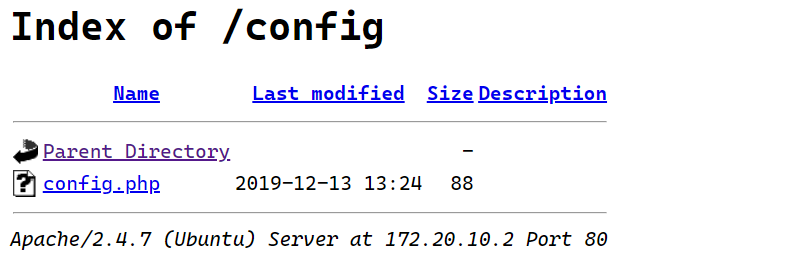 Index of /config
Name Last modified Size Description
Parent Directory -
config.php 2019-12-13 13:24 88
Apache/2.4.7 (Ubuntu) Server at 172.20.10.2 Port 80